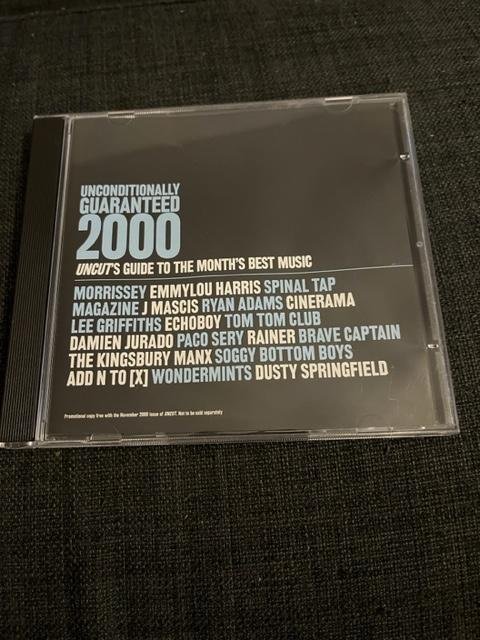 UNCONDITIONALLY
GUARANTEED
2000
UNCUT'S GUIDE TO THE MONTH'S BEST MUSIC
MORRISSEY EMMYLOU HARRIS SPINAL TAP
MAGAZINE J MASCIS RYAN ADAMS CINERAMA
LEE GRIFFITHS ECHOBOY TOM TOM CLUB
DAMIEN JURADO PACO SERY RAINER BRAVE CAPTAIN
THE KINGSBURY MANX SOGGY BOTTOM BOYS
ADD N TO [X] WONDERMINTS DUSTY SPRINGFIELD
Promotional copy free with the November 2000 issue of UNCUT. Not to be sold separately